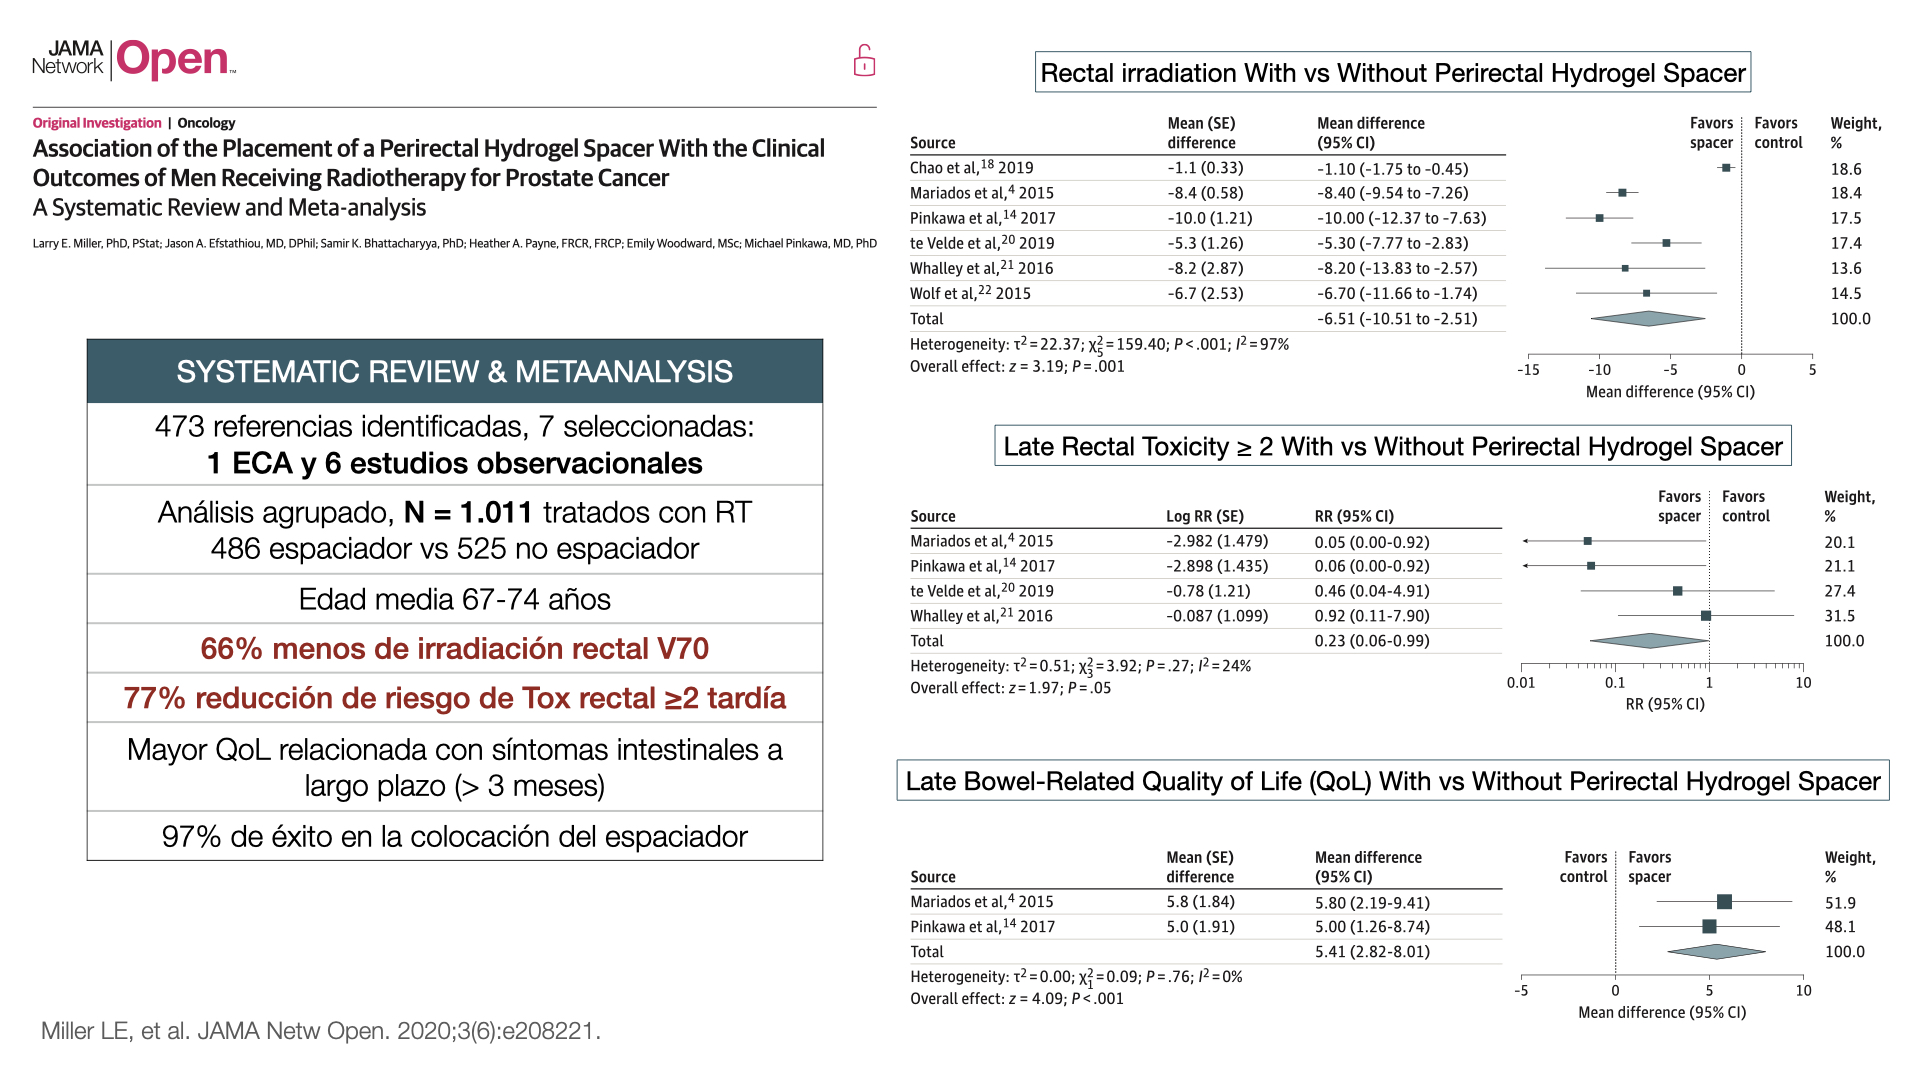 JAMA
Network | Open™
Original Investigation | Oncology
Association of the Placement of a Perirectal Hydrogel Spacer With the Clinical
Outcomes of Men Receiving Radiotherapy for Prostate Cancer
A Systematic Review and Meta-analysis
Larry E. Miller, PhD, PStat; Jason A. Efstathiou, MD, DPhil; Samir K. Bhattacharyya, PhD; Heather A. Payne, FRCR, FRCP; Emily Woodward, MSc; Michael Pinkawa, MD, PhD
SYSTEMATIC REVIEW & METAANALYSIS
473 referencias identificadas, 7 seleccionadas:
1 ECA y 6 estudios observacionales
Análisis agrupado, N = 1.011 tratados con RT
486 espaciador vs 525 no espaciador
Edad media 67-74 años
66% menos de irradiación rectal V70
77% reducción de riesgo de Tox rectal ≥2 tardía
Mayor QoL relacionada con síntomas intestinales a
largo plazo (> 3 meses)
97% de éxito en la colocación del espaciador
Miller LE, et al. JAMA Netw Open. 2020;3(6):e208221.
Rectal irradiation With vs Without Perirectal Hydrogel Spacer
Mean (SE) Mean difference Favors Favors Weight,
Source difference (95% CI) spacer control %
Chao et al,18 2019 -1.1 (0.33) -1.10 (-1.75 to -0.45) 18.6
Mariados et al,4 2015 -8.4 (0.58) -8.40 (-9.54 to -7.26) 18.4
Pinkawa et al,14 2017 -10.0 (1.21) -10.00 (-12.37 to -7.63) 17.5
te Velde et al,20 2019 -5.3 (1.26) -5.30 (-7.77 to -2.83) 17.4
Whalley et al,21 2016 -8.2 (2.87) -8.20 (-13.83 to -2.57) 13.6
Wolf et al,22 2015 -6.7 (2.53) -6.70 (-11.66 to -1.74) 14.5
Total -6.51 (-10.51 to -2.51) 100.0
Heterogeneity: τ2=22.37; χ25=159.40; P<.001; I2=97%
Overall effect: z = 3.19; P=.001
-15 -10 -5 0 5
Mean difference (95% CI)
Late Rectal Toxicity ≥ 2 With vs Without Perirectal Hydrogel Spacer
Favors Favors Weight,
Source Log RR (SE) RR (95% CI) spacer control %
Mariados et al,4 2015 -2.982 (1.479) 0.05 (0.00-0.92) 20.1
Pinkawa et al,14 2017 -2.898 (1.435) 0.06 (0.00-0.92) 21.1
te Velde et al,20 2019 -0.78 (1.21) 0.46 (0.04-4.91) 27.4
Whalley et al,21 2016 -0.087 (1.099) 0.92 (0.11-7.90) 31.5
Total 0.23 (0.06-0.99) 100.0
Heterogeneity: τ2=0.51; χ23=3.92; P=.27; I2=24%
Overall effect: z=1.97; P=.05
0.01 0.1 1 10
RR (95% CI)
Late Bowel-Related Quality of Life (QoL) With vs Without Perirectal Hydrogel Spacer
Mean (SE) Mean difference Favors Favors Weight,
Source difference (95% CI) control spacer %
Mariados et al,4 2015 5.8 (1.84) 5.80 (2.19-9.41) 51.9
Pinkawa et al,14 2017 5.0 (1.91) 5.00 (1.26-8.74) 48.1
Total 5.41 (2.82-8.01) 100.0
Heterogeneity: τ2=0.00; χ21=0.09; P=.76; I2=0%
Overall effect: z = 4.09; P<.001
-5 0 5 10
Mean difference (95% CI)